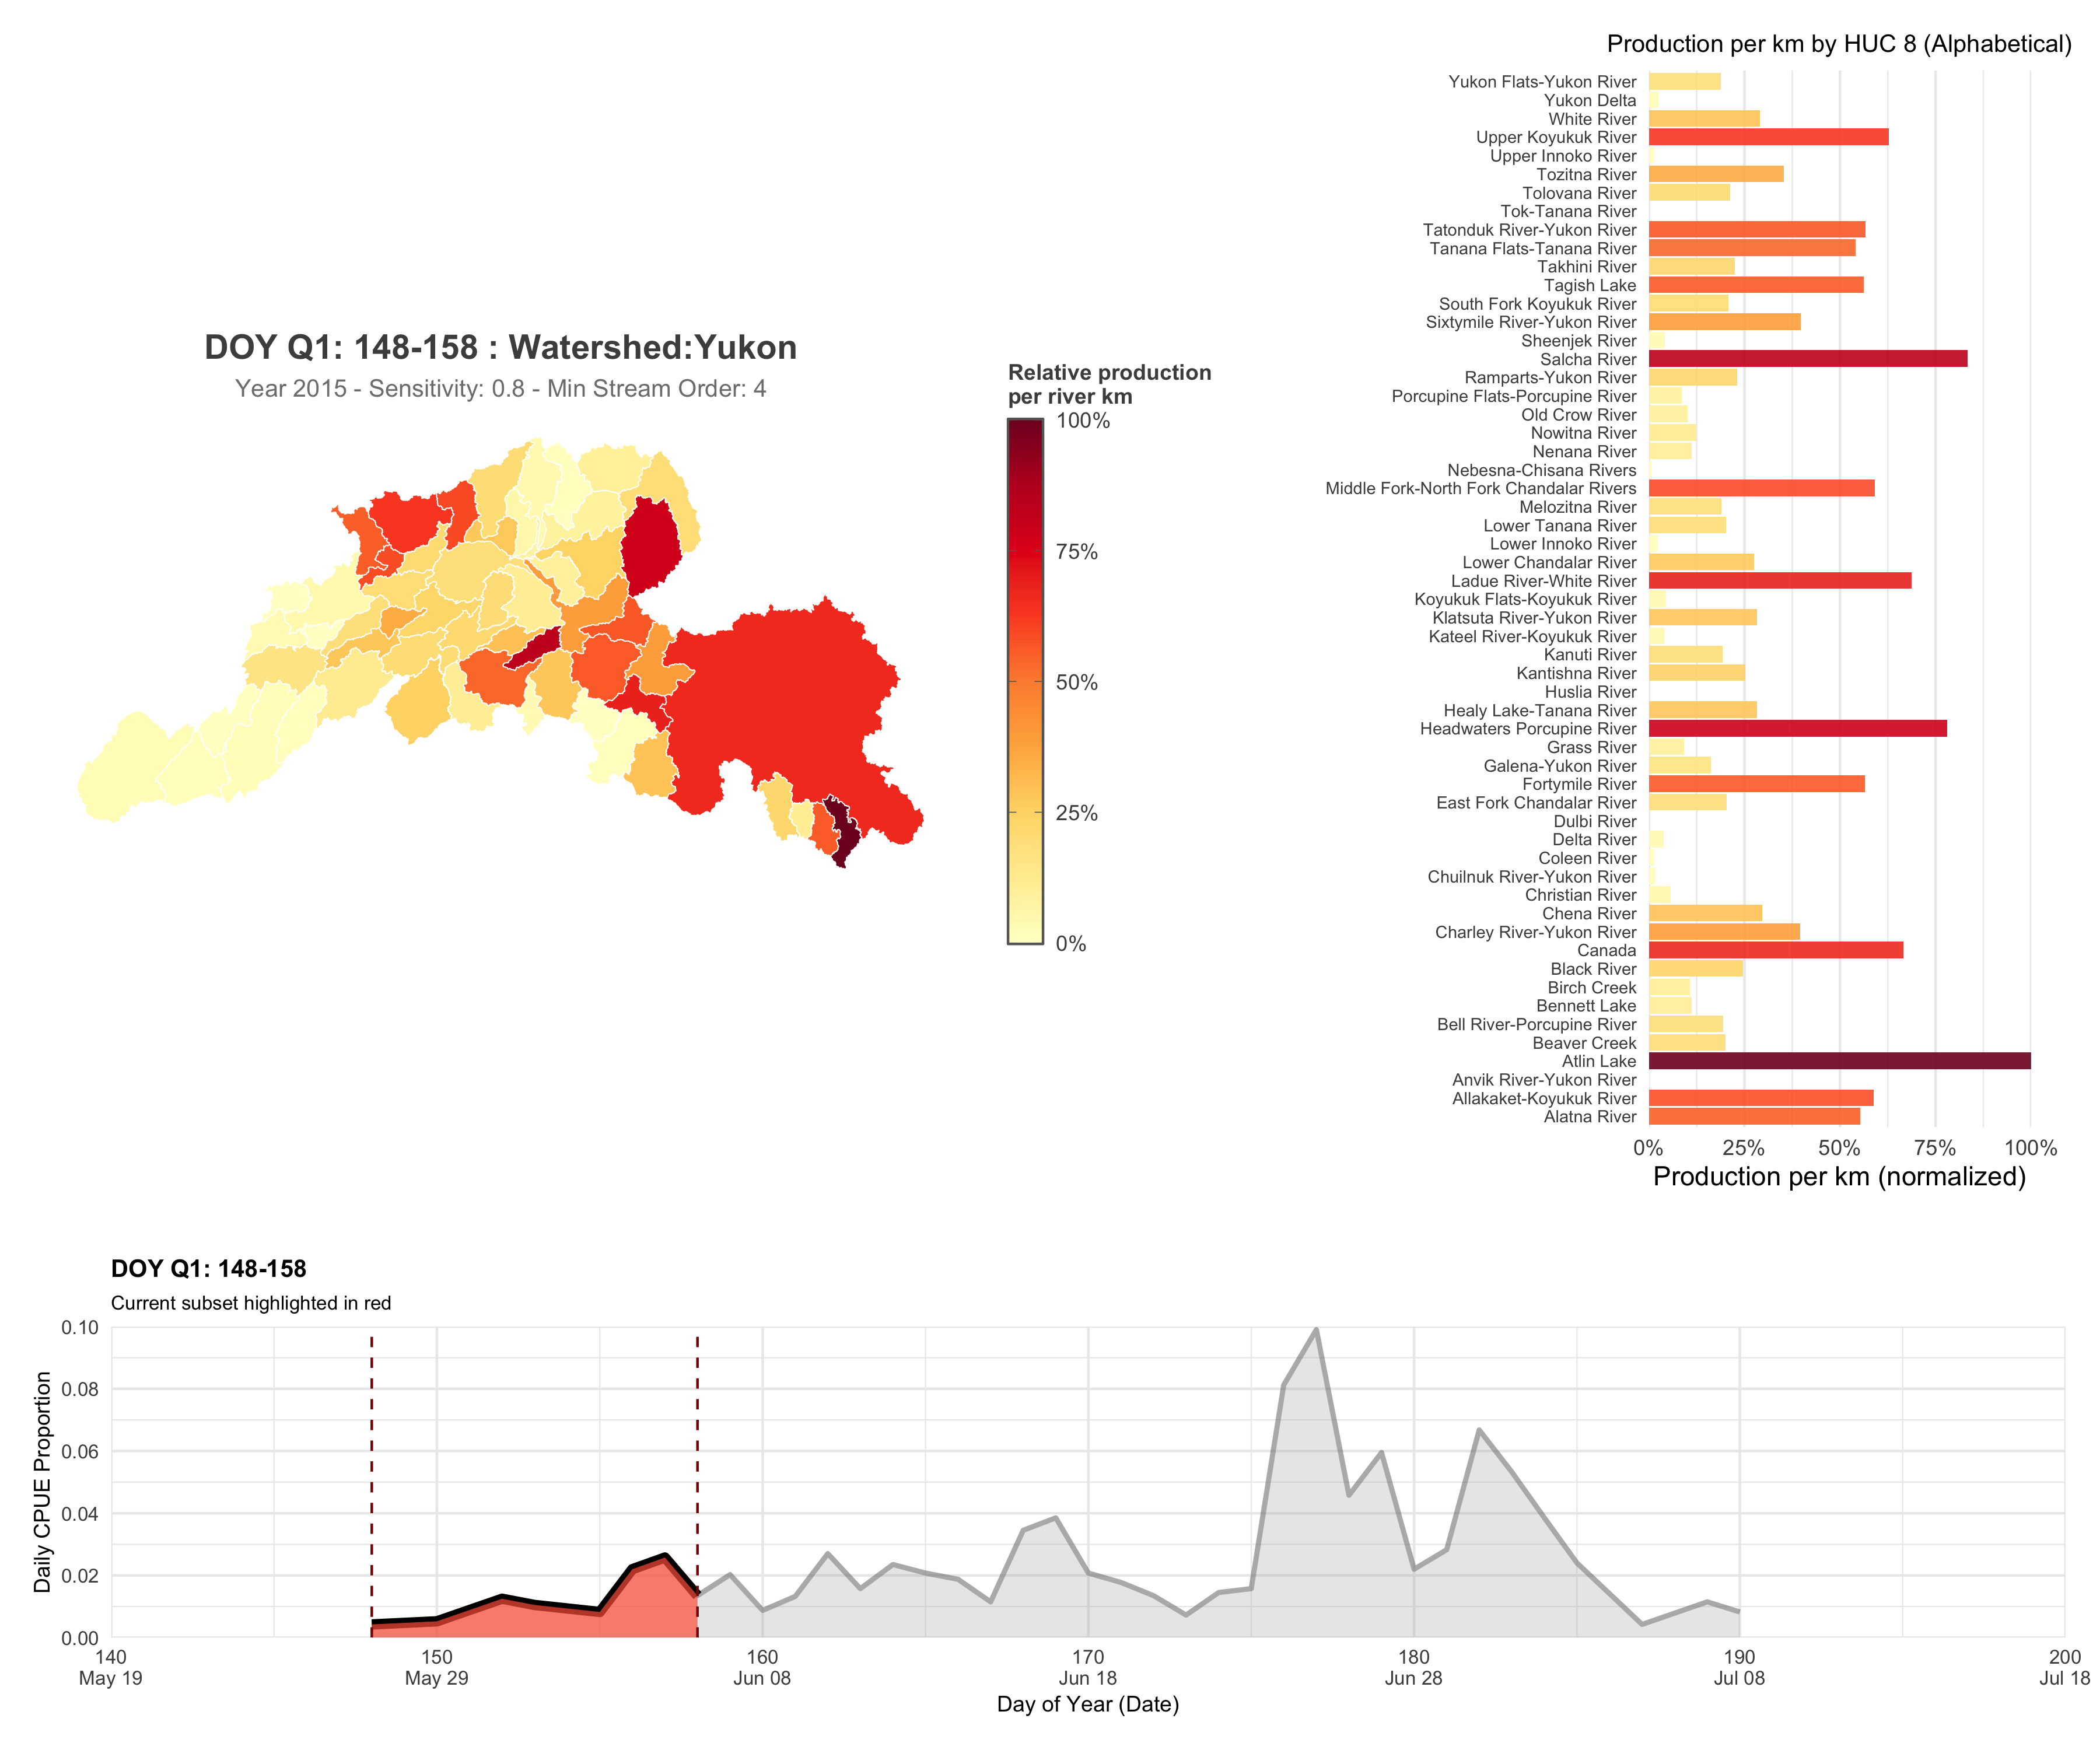 Production per km by HUC 8 (Alphabetical)
Yukon Flats-Yukon River
Yukon Delta
White River
Upper Koyukuk River
Upper Innoko River
Tozitna River
Tolovana River
Tok-Tanana River
Tatonduk River-Yukon River
Tanana Flats-Tanana River
Takhini River
Tagish Lake
South Fork Koyukuk River
Sixtymile River-Yukon River
Sheenjek River
Salcha River
Ramparts-Yukon River
Porcupine Flats-Porcupine River
Old Crow River
Nowitna River
Nenana River
Nebesna-Chisana Rivers
Middle Fork-North Fork Chandalar Rivers
Melozitna River
Lower Tanana River
Lower Innoko River
Lower Chandalar River
Ladue River-White River
Koyukuk Flats-Koyukuk River
Klatsuta River-Yukon River
Kateel River-Koyukuk River
Kanuti River
Kantishna River
Huslia River
Healy Lake-Tanana River
Headwaters Porcupine River
Grass River
Galena-Yukon River
Fortymile River
East Fork Chandalar River
Dulbi River
Delta River
Coleen River
Chuilnuk River-Yukon River
Christian River
Chena River
Charley River-Yukon River
Canada
Black River
Birch Creek
Bennett Lake
Bell River-Porcupine River
Beaver Creek
Atlin Lake
Anvik River-Yukon River
Allakaket-Koyukuk River
Alatna River
0% 25% 50% 75% 100%
Production per km (normalized)
DOY Q1: 148-158 : Watershed:Yukon
Year 2015 - Sensitivity: 0.8 - Min Stream Order: 4
Relative production
per river km
100%
75%
50%
25%
0%
DOY Q1: 148-158
Current subset highlighted in red
Daily CPUE Proportion
0.10
0.08
0.06
0.04
0.02
0.00
140 150 160 170 180 190 200
May 19 May 29 Jun 08 Jun 18 Jun 28 Jul 08 Jul 18
Day of Year (Date)